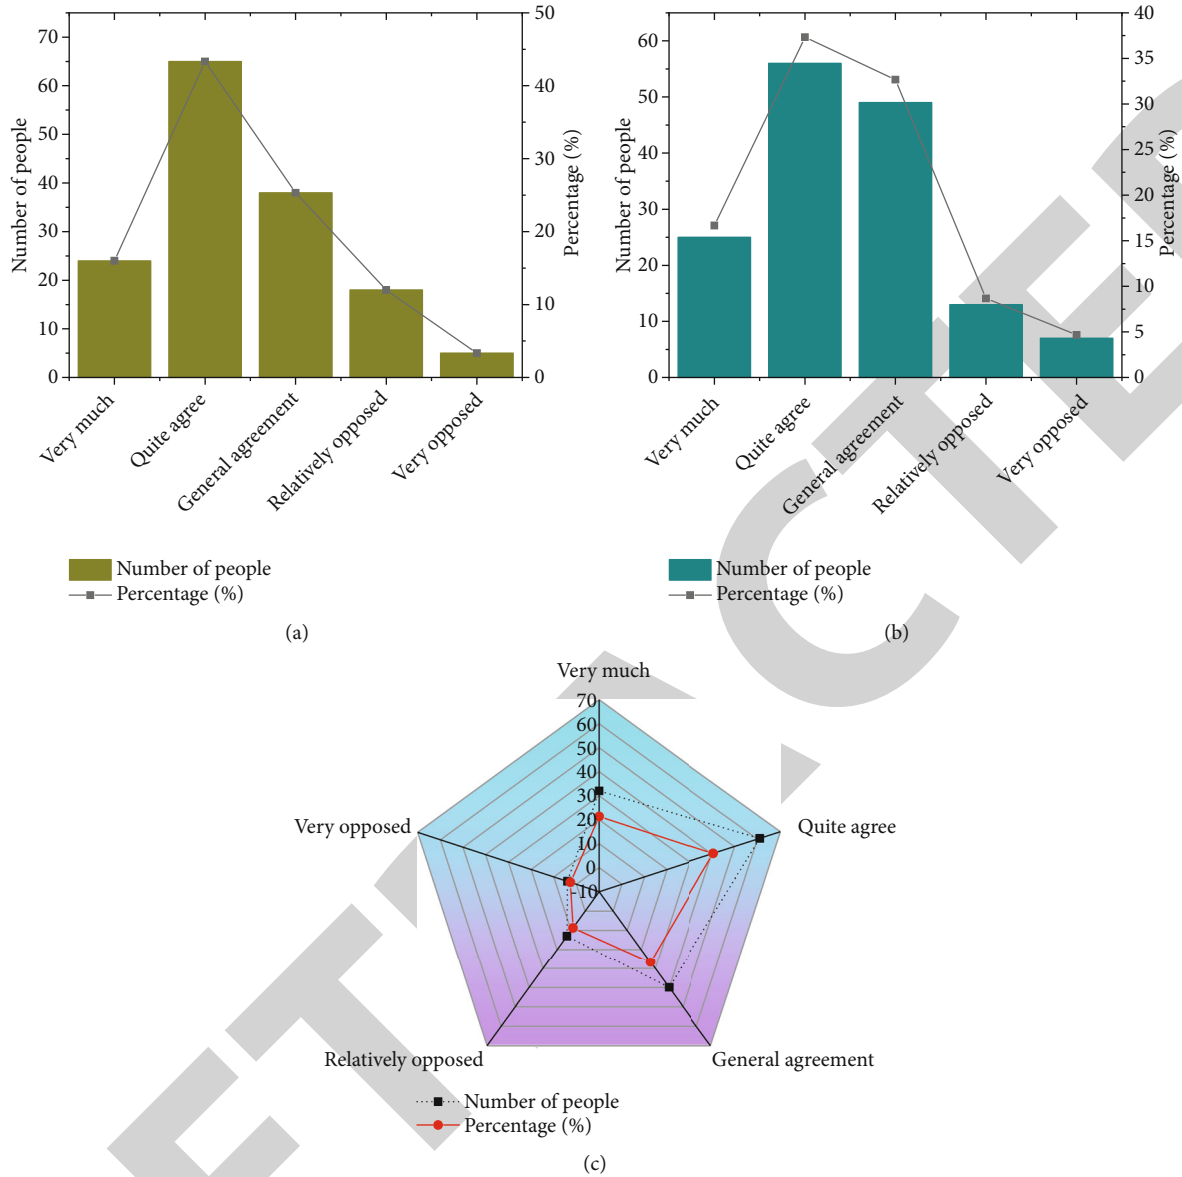 70
60
50
40
30
20
10
0
Number of people
50
40
30
20
10
0
Percentage (%)
Very much
Quite agree
General agreement
Relatively opposed
Very opposed
Number of people
Percentage (%)
(a)
60
50
40
30
20
10
0
Number of people
40
35
30
25
20
15
10
5
0
Percentage (%)
Very much
Quite agree
General agreement
Relatively opposed
Very opposed
Number of people
Percentage (%)
(b)
Very much
70
60
50
40
30
20
10
0
-10
Very opposed
Quite agree
Relatively opposed
General agreement
Number of people
Percentage (%)
(c)